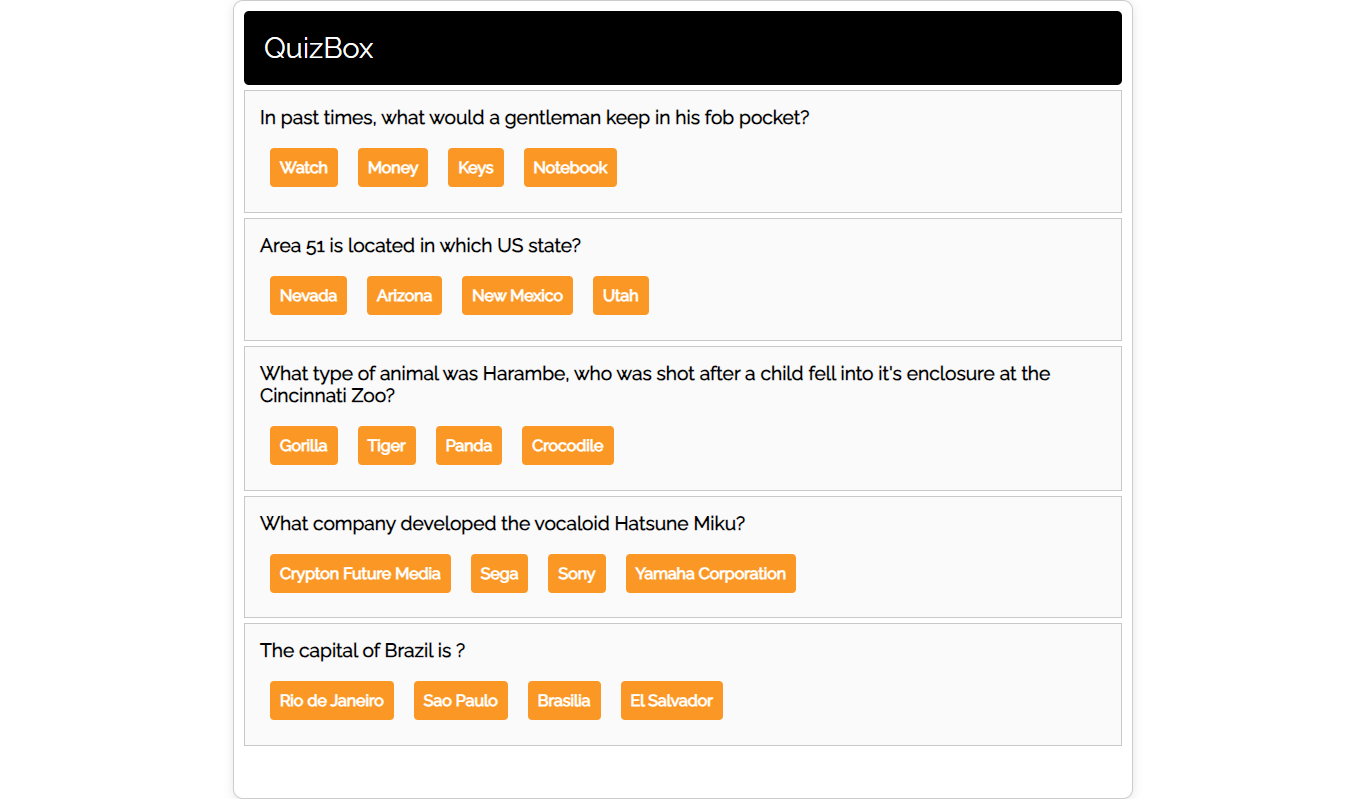 QuizBox
In past times, what would a gentleman keep in his fob pocket?
Watch Money Keys Notebook
Area 51 is located in which US state?
Nevada Arizona New Mexico Utah
What type of animal was Harambe, who was shot after a child fell into it's enclosure at the
Cincinnati Zoo?
Gorilla Tiger Panda Crocodile
What company developed the vocaloid Hatsune Miku?
Crypton Future Media Sega Sony Yamaha Corporation
The capital of Brazil is ?
Rio de Janeiro Sao Paulo Brasilia El Salvador